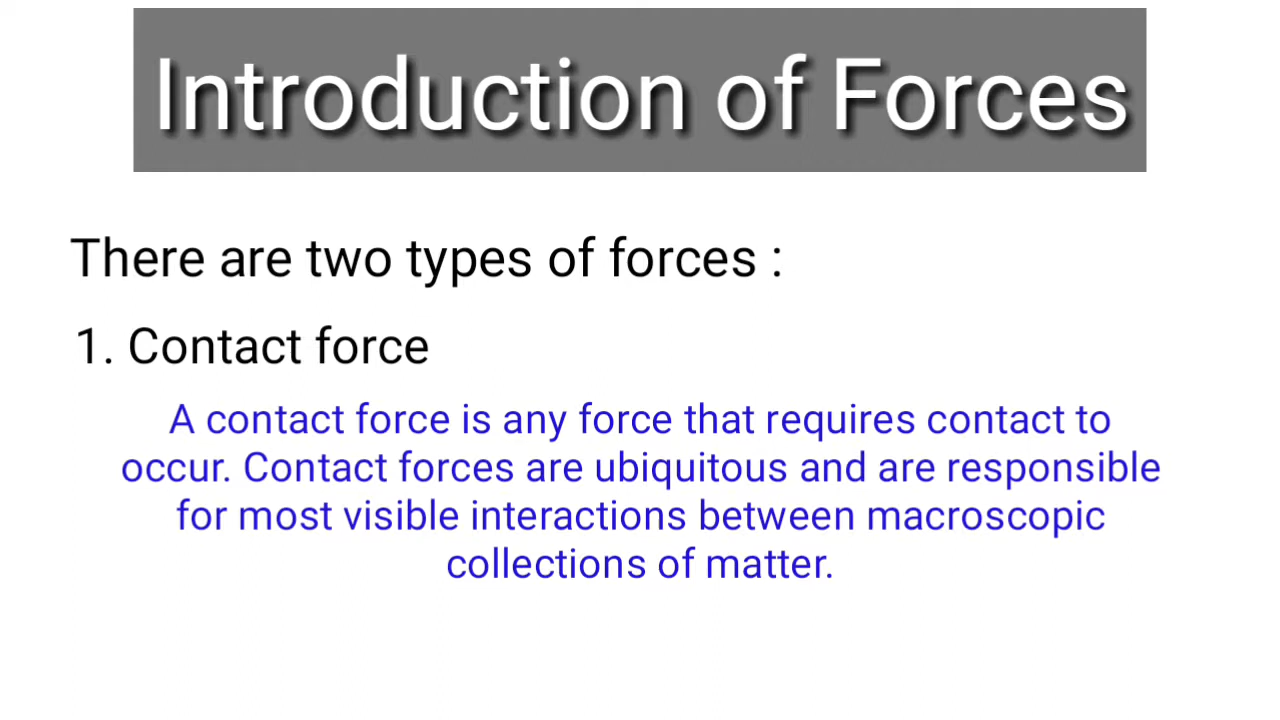 Introduction of Forces
There are two types of forces :
1. Contact force
A contact force is any force that requires contact to
occur. Contact forces are ubiquitous and are responsible
for most visible interactions between macroscopic
collections of matter.